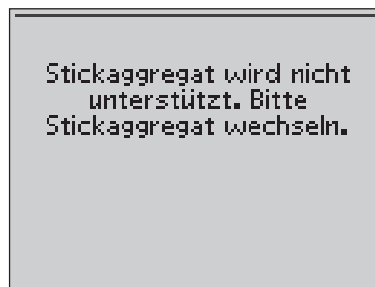 Stickaggregat wird nicht
unterstützt. Bitte
Stickaggregat wechseln.